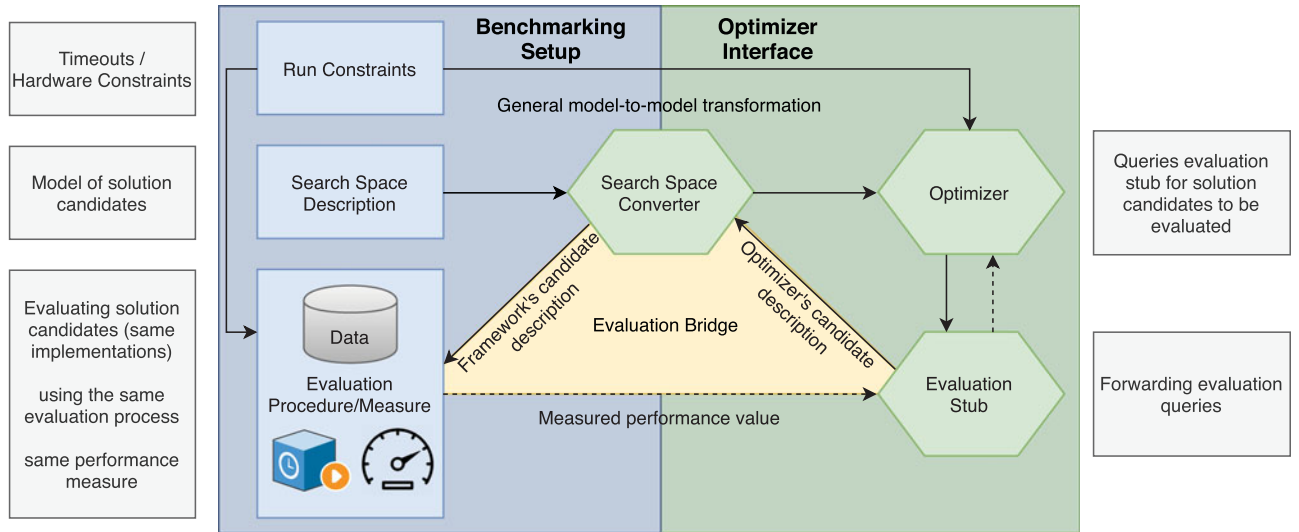 Timeouts /
Hardware Constraints
Model of solution
candidates
Evaluating solution
candidates (same
implementations)
using the same
evaluation process
same performance
measure
Benchmarking
Setup
Optimizer
Interface
Run Constraints
General model-to-model transformation
Search Space
Description
Search Space
Converter
Optimizer
Framework's candidate
description
Optimizer's candidate
description
Evaluation Bridge
Data
Evaluation
Procedure/Measure
Measured performance value
Evaluation
Stub
Queries evaluation
stub for solution
candidates to be
evaluated
Forwarding evaluation
queries